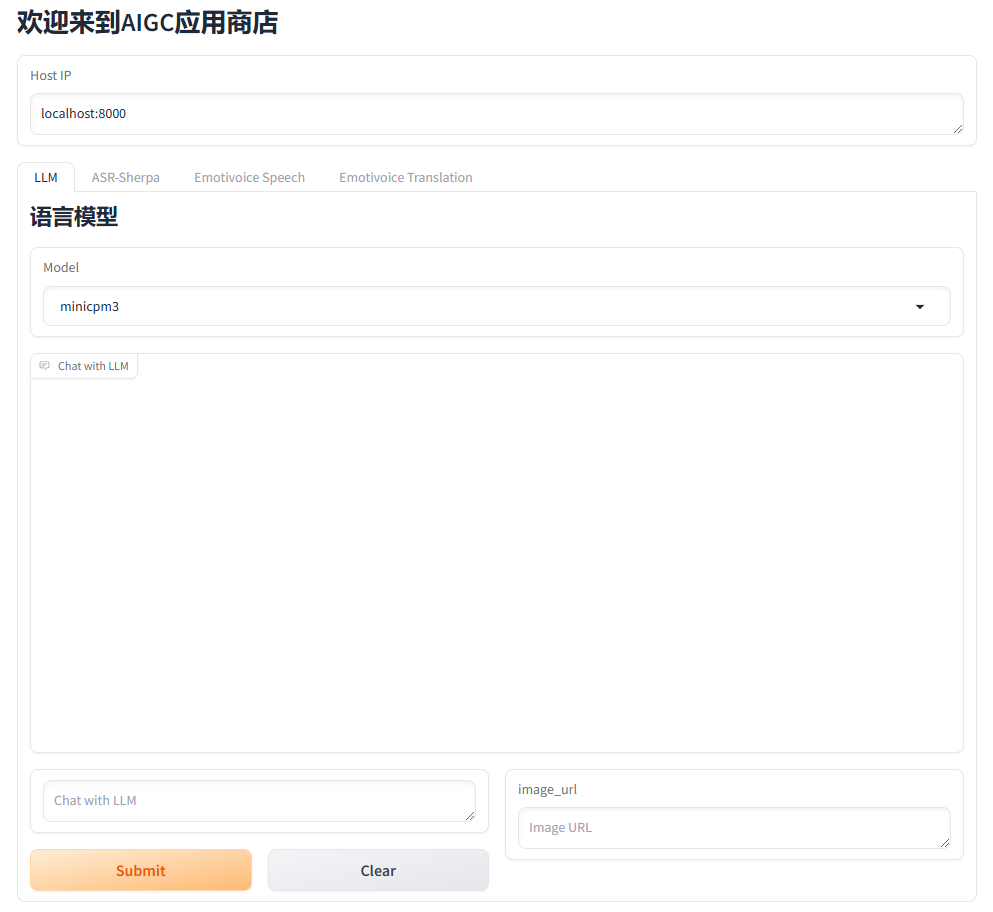 欢迎来到AIGC应用商店
Host IP
localhost:8000
LLM ASR-Sherpa Emotivoice Speech Emotivoice Translation
语言模型
Model
minicpm3
Chat with LLM
Chat with LLM
image_url
Image URL
Submit Clear